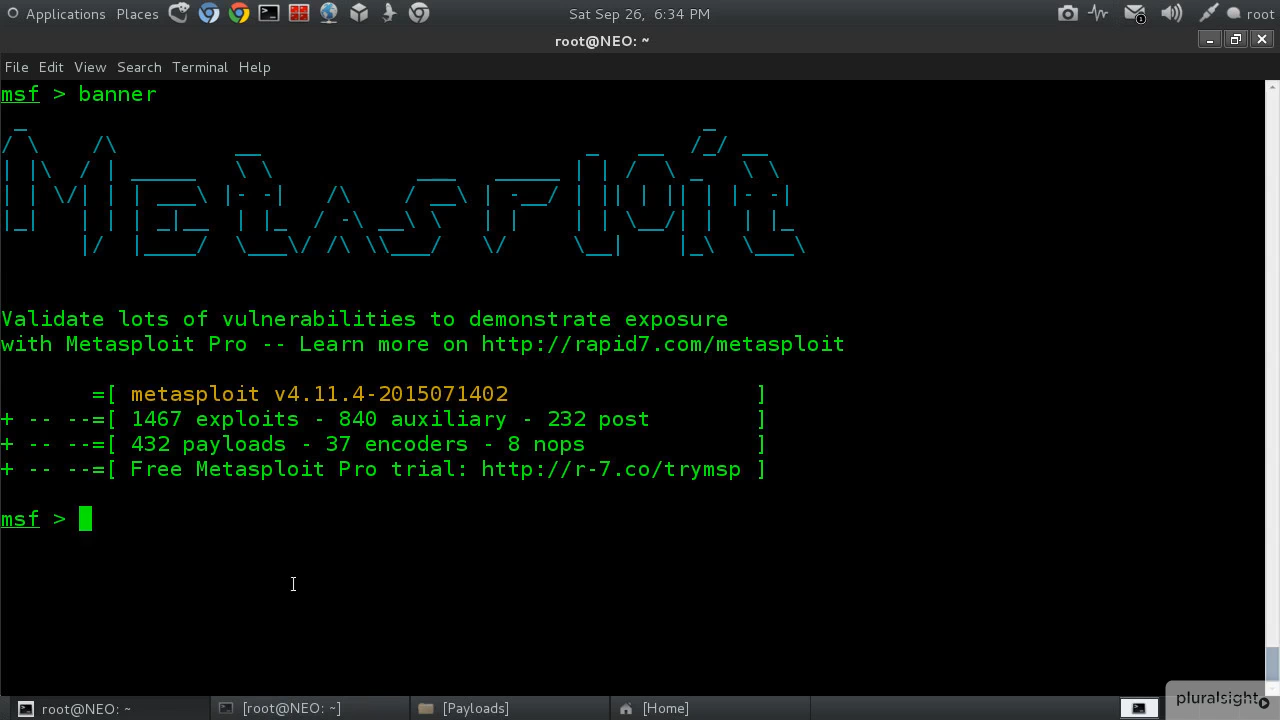 Applications Places Sat Sep 26, 6:34 PM 1 root
root@NEO: ~
File Edit View Search Terminal Help
msf > banner
Metasploit
Validate lots of vulnerabilities to demonstrate exposure
with Metasploit Pro -- Learn more on http://rapid7.com/metasploit
=[ metasploit v4.11.4-2015071402 ]
+ -- --=[ 1467 exploits - 840 auxiliary - 232 post ]
+ -- --=[ 432 payloads - 37 encoders - 8 nops ]
+ -- --=[ Free Metasploit Pro trial: http://r-7.co/trymsp ]
msf >
root@NEO: ~ [root@NEO: ~] [Payloads] [Home]
pluralsight